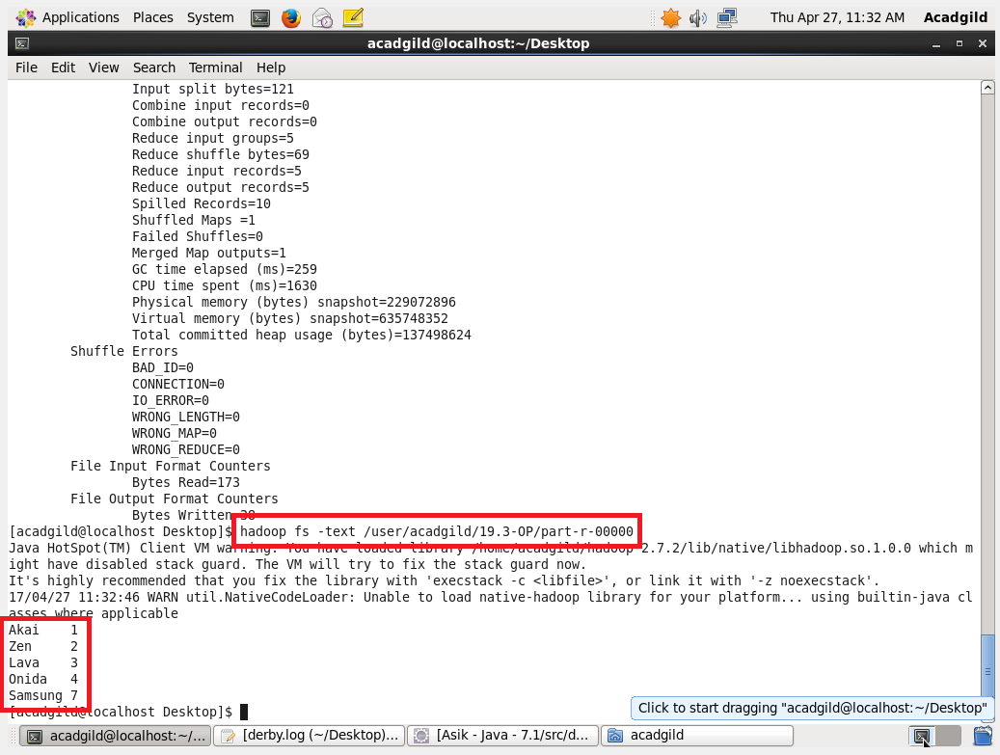 Applications Places System Thu Apr 27, 11:32 AM Acadgild
acadgild@localhost:~/Desktop
File Edit View Search Terminal Help
Input split bytes=121
Combine input records=0
Combine output records=0
Reduce input groups=5
Reduce shuffle bytes=69
Reduce input records=5
Reduce output records=5
Spilled Records=10
Shuffled Maps =1
Failed Shuffles=0
Merged Map outputs=1
GC time elapsed (ms)=259
CPU time spent (ms)=1630
Physical memory (bytes) snapshot=229072896
Virtual memory (bytes) snapshot=635748352
Total committed heap usage (bytes)=137498624
Shuffle Errors
BAD_ID=0
CONNECTION=0
IO_ERROR=0
WRONG_LENGTH=0
WRONG_MAP=0
WRONG_REDUCE=0
File Input Format Counters
Bytes Read=173
File Output Format Counters
Bytes Written=38
[acadgild@localhost Desktop]$ hadoop fs -text /user/acadgild/19.3-OP/part-r-00000
Java HotSpot(TM) Client VM warning: You have loaded library /home/acadgild/hadoop-2.7.2/lib/native/libhadoop.so.1.0.0 which m
ight have disabled stack guard. The VM will try to fix the stack guard now.
It's highly recommended that you fix the library with 'execstack -c <libfile>', or link it with '-z noexecstack'.
17/04/27 11:32:46 WARN util.NativeCodeLoader: Unable to load native-hadoop library for your platform... using builtin-java cl
asses where applicable
Akai 1
Zen 2
Lava 3
Onida 4
Samsung 7
[acadgild@localhost Desktop]$
Click to start dragging "acadgild@localhost:~/Desktop"
acadgild@localhost:~/... [derby.log (~/Desktop)... [Asik - Java - 7.1/src/d... acadgild